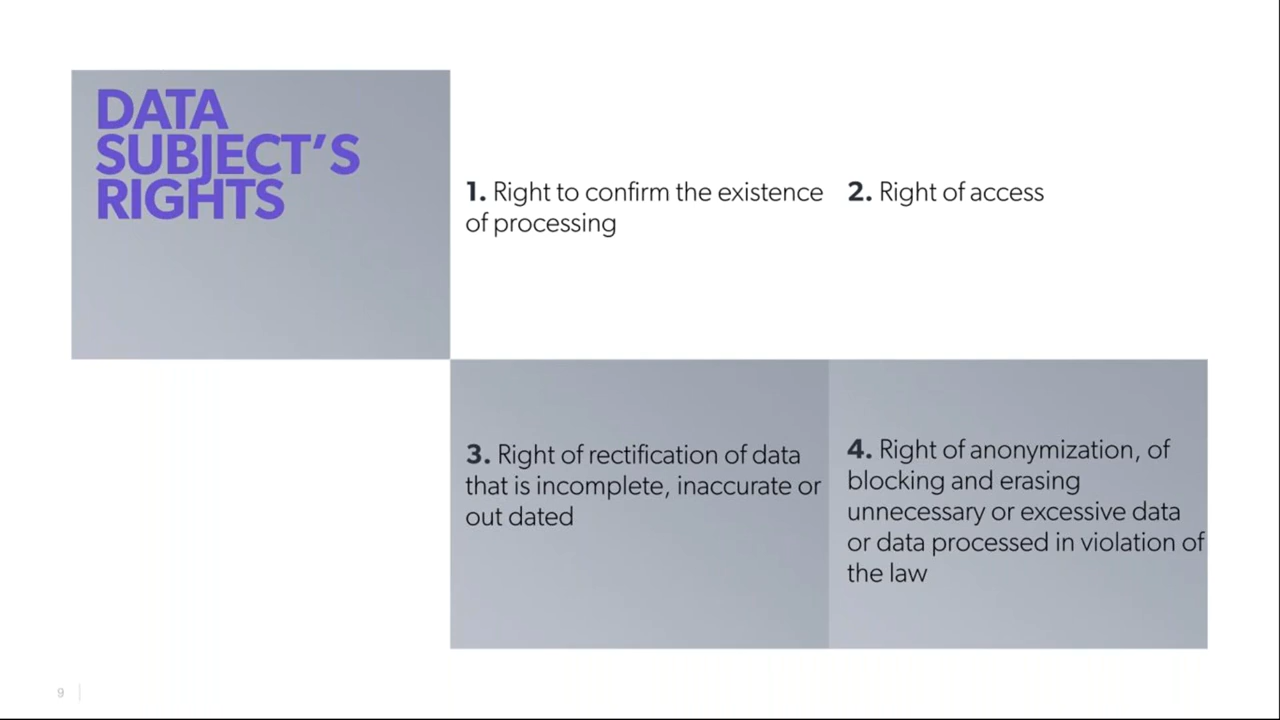 DATA
SUBJECT’S
RIGHTS
1. Right to confirm the existence
of processing
2. Right of access
3. Right of rectification of data
that is incomplete, inaccurate or
out dated
4. Right of anonymization, of
blocking and erasing
unnecessary or excessive data
or data processed in violation of
the law
9